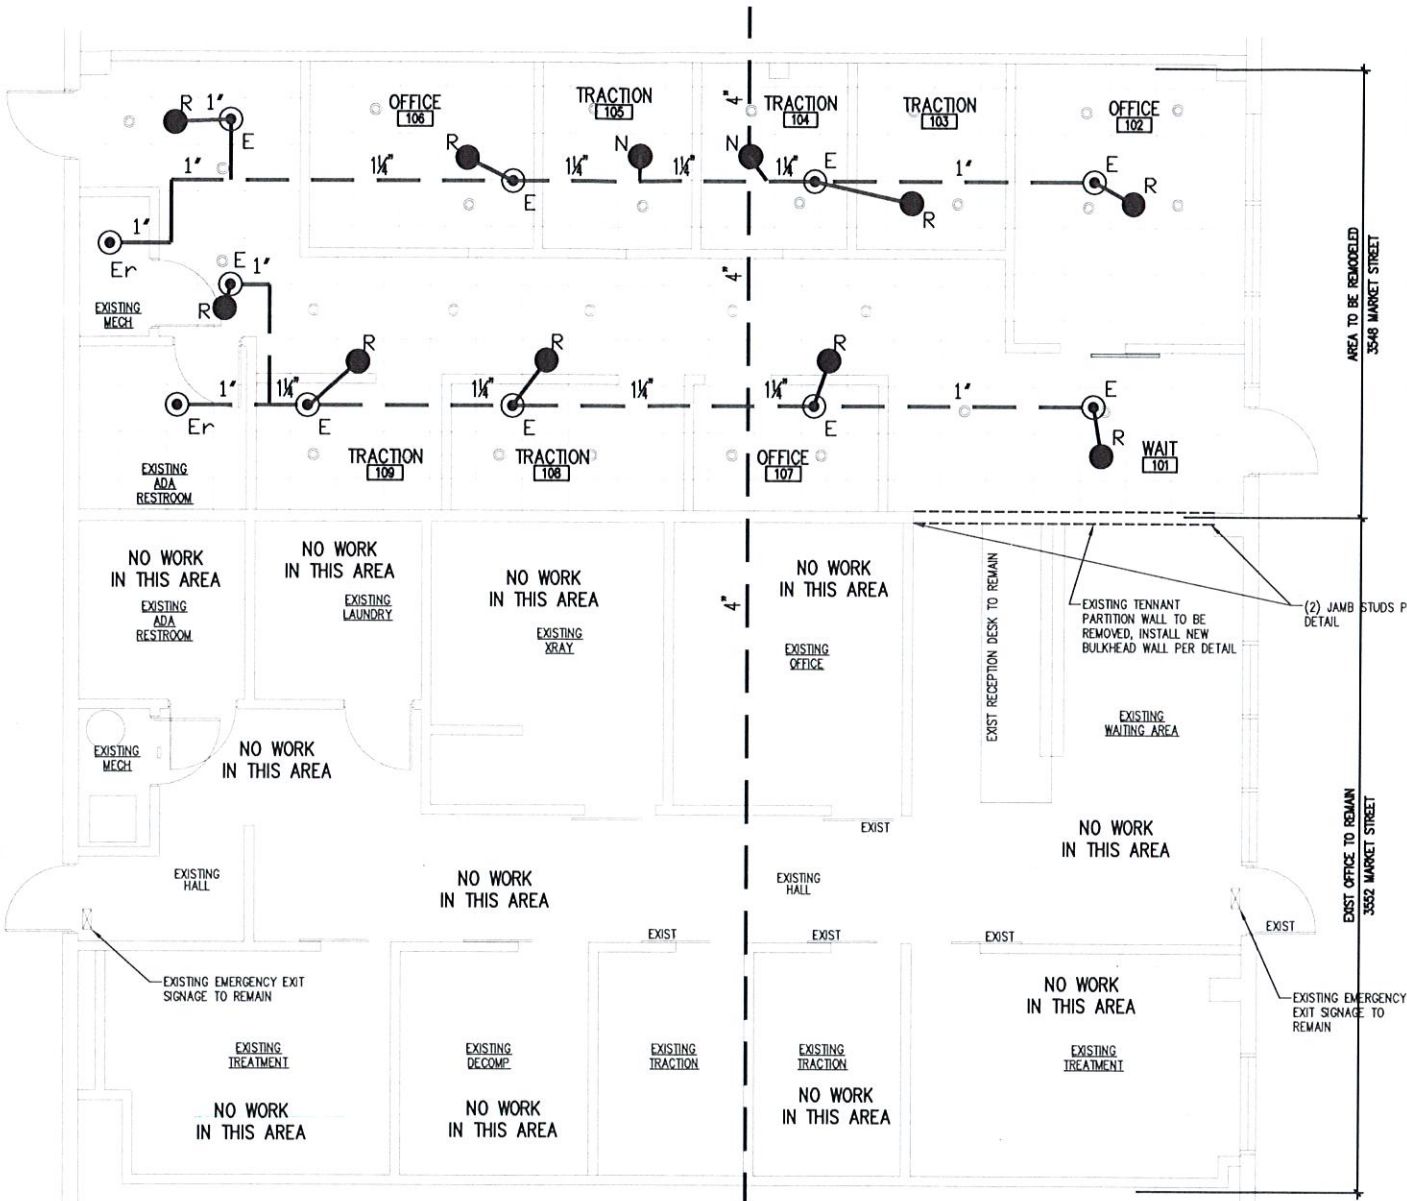 R 1" E
OFFICE
106
TRACTION
105
4"
TRACTION
104
TRACTION
103
OFFICE
102
R
N
N
E
E
R
1"
1¼"
1¼"
1¼"
1¼"
1"
E
R
1"
Er
E 1"
R
4"
EXISTING
MECH
R
R
R
1"
1¼"
1¼"
1¼"
1¼"
1"
E
Er
E
E
E
R
TRACTION
109
TRACTION
108
OFFICE
107
WAIT
101
EXISTING
ADA
RESTROOM
AREA TO BE REMODELED
3548 MARKET STREET
NO WORK
IN THIS AREA
EXISTING
ADA
RESTROOM
NO WORK
IN THIS AREA
EXISTING
LAUNDRY
NO WORK
IN THIS AREA
EXISTING
XRAY
4"
NO WORK
IN THIS AREA
EXISTING
OFFICE
EXIST RECEPTION DESK TO REMAIN
EXISTING TENNANT
PARTITION WALL TO BE
REMOVED, INSTALL NEW
BULKHEAD WALL PER DETAIL
(2) JAMB STUDS P
DETAIL
EXISTING
WAITING AREA
EXISTING
MECH
NO WORK
IN THIS AREA
EXIST
NO WORK
IN THIS AREA
EXIST OFFICE TO REMAIN
3552 MARKET STREET
EXISTING
HALL
NO WORK
IN THIS AREA
EXISTING
HALL
EXIST
EXIST
EXIST
EXIST
EXISTING EMERGENCY EXIT
SIGNAGE TO REMAIN
NO WORK
IN THIS AREA
EXISTING EMERGENCY
EXIT SIGNAGE TO
REMAIN
EXISTING
TREATMENT
EXISTING
DECOMP
EXISTING
TRACTION
EXISTING
TRACTION
EXISTING
TREATMENT
NO WORK
IN THIS AREA
NO WORK
IN THIS AREA
NO WORK
IN THIS AREA